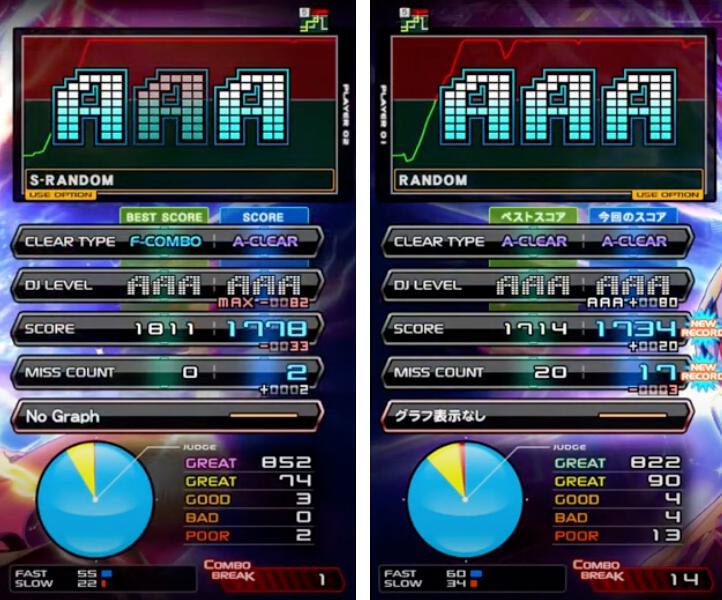 AAA
PLAYER 02
S-RANDOM
USE OPTION
BEST SCORE SCORE
CLEAR TYPE F-COMBO A-CLEAR
DJ LEVEL AAA AAA
MAX -0082
SCORE 1811 1778
-0033
MISS COUNT 0 2
+0002
No Graph
JUDGE
GREAT 852
GREAT 74
GOOD 3
BAD 0
POOR 2
FAST 55
SLOW 22
COMBO BREAK 1
AAA
PLAYER 01
RANDOM
USE OPTION
ベストスコア 今回のスコア
CLEAR TYPE A-CLEAR A-CLEAR
DJ LEVEL AAA AAA
AAA +0080
SCORE 1714 1734 NEW RECORD
+0020
MISS COUNT 20 17 NEW RECORD
-0003
グラフ表示なし
JUDGE
GREAT 822
GREAT 90
GOOD 4
BAD 4
POOR 13
FAST 60
SLOW 34
COMBO BREAK 14